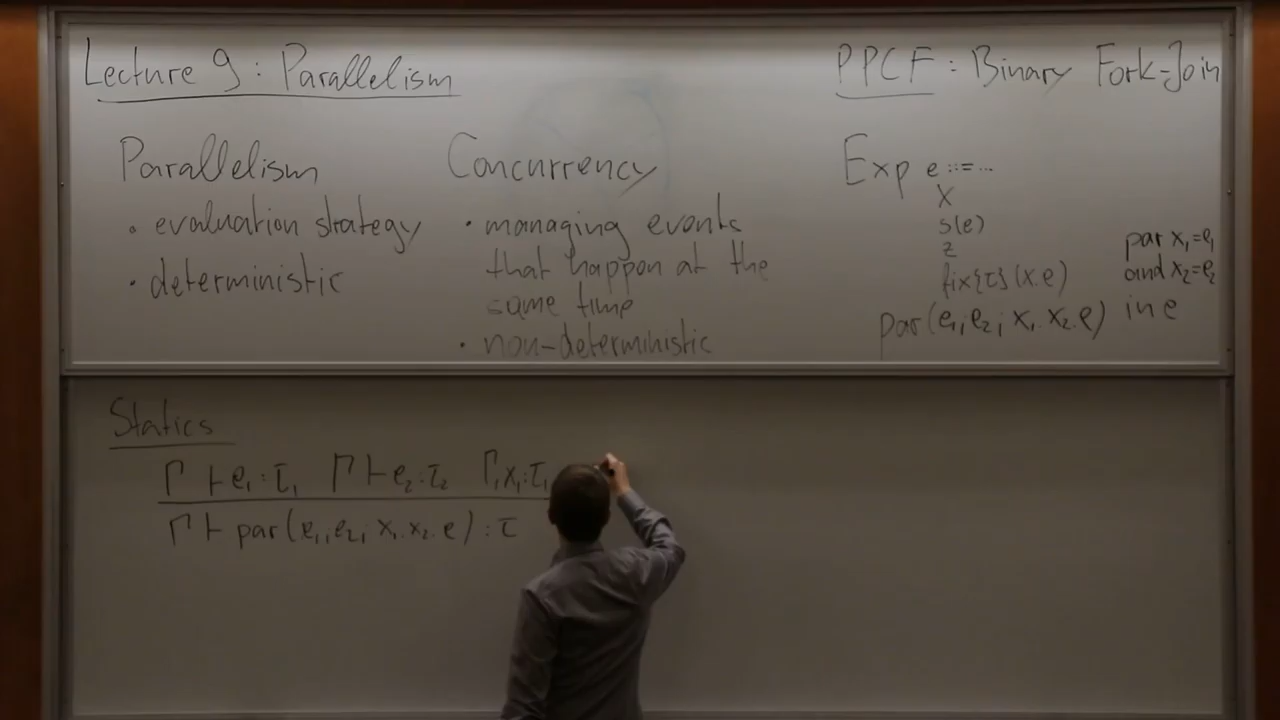 Lecture 9: Parallelism
Parallelism
• evaluation strategy
• deterministic
Concurrency
• managing events
that happen at the
same time
• non-deterministic
PPCF: Binary Fork-Join
Exp e ::= ...
x
s(e)
z
fix{τ}(x.e)
par(e₁; e₂; x₁. x₂. e)
par x₁=e₁
and x₂=e₂
in e
Statics
Γ ⊢ e₁ : τ₁ Γ ⊢ e₂ : τ₂ Γ, x₁ : τ₁
Γ ⊢ par(e₁; e₂; x₁. x₂. e) : τ